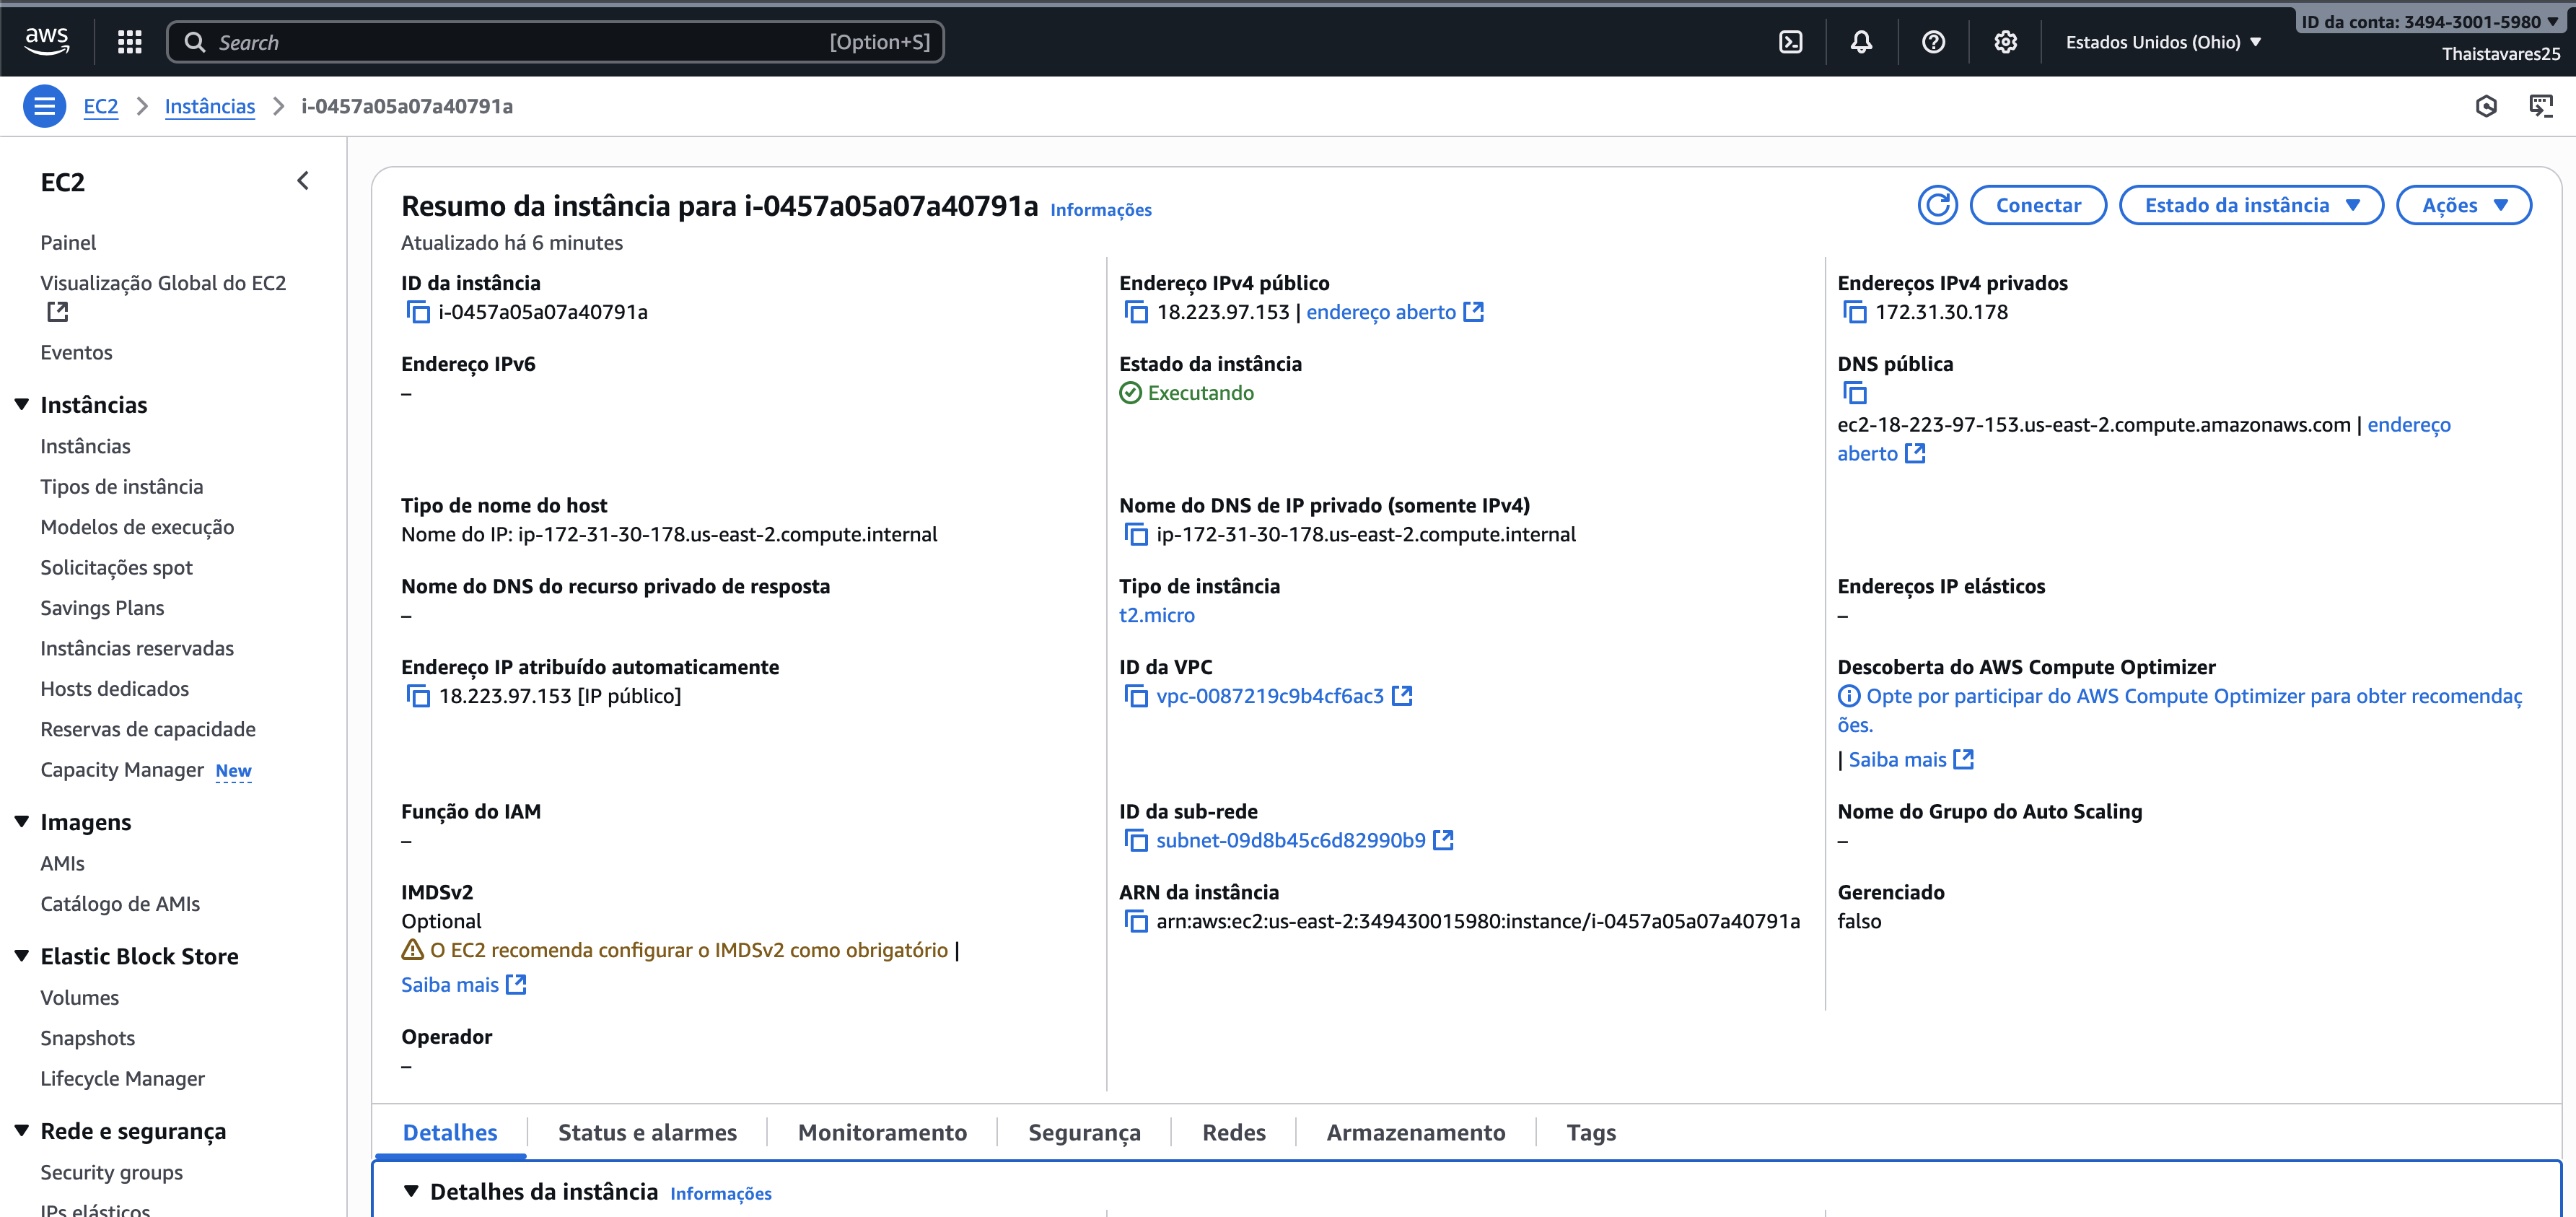 aws
Search
[Option+S]
Estados Unidos (Ohio)
ID da conta: 3494-3001-5980
Thaistavares25
EC2
Instâncias
i-0457a05a07a40791a
EC2
Painel
Visualização Global do EC2
Eventos
Instâncias
Instâncias
Tipos de instância
Modelos de execução
Solicitações spot
Savings Plans
Instâncias reservadas
Hosts dedicados
Reservas de capacidade
Capacity Manager New
Imagens
AMIs
Catálogo de AMIs
Elastic Block Store
Volumes
Snapshots
Lifecycle Manager
Rede e segurança
Security groups
IPs elásticos
Resumo da instância para i-0457a05a07a40791a Informações
Atualizado há 6 minutes
Conectar
Estado da instância
Ações
ID da instância
i-0457a05a07a40791a
Endereço IPv4 público
18.223.97.153 | endereço aberto
Endereços IPv4 privados
172.31.30.178
Endereço IPv6
–
Estado da instância
Executando
DNS pública
ec2-18-223-97-153.us-east-2.compute.amazonaws.com | endereço
aberto
Tipo de nome do host
Nome do IP: ip-172-31-30-178.us-east-2.compute.internal
Nome do DNS de IP privado (somente IPv4)
ip-172-31-30-178.us-east-2.compute.internal
Nome do DNS do recurso privado de resposta
–
Tipo de instância
t2.micro
Endereços IP elásticos
–
Endereço IP atribuído automaticamente
18.223.97.153 [IP público]
ID da VPC
vpc-0087219c9b4cf6ac3
Descoberta do AWS Compute Optimizer
Opte por participar do AWS Compute Optimizer para obter recomendaç
ões.
| Saiba mais
Função do IAM
–
ID da sub-rede
subnet-09d8b45c6d82990b9
Nome do Grupo do Auto Scaling
–
IMDSv2
Optional
O EC2 recomenda configurar o IMDSv2 como obrigatório |
Saiba mais
ARN da instância
arn:aws:ec2:us-east-2:349430015980:instance/i-0457a05a07a40791a
Gerenciado
falso
Operador
–
Detalhes
Status e alarmes
Monitoramento
Segurança
Redes
Armazenamento
Tags
Detalhes da instância Informações